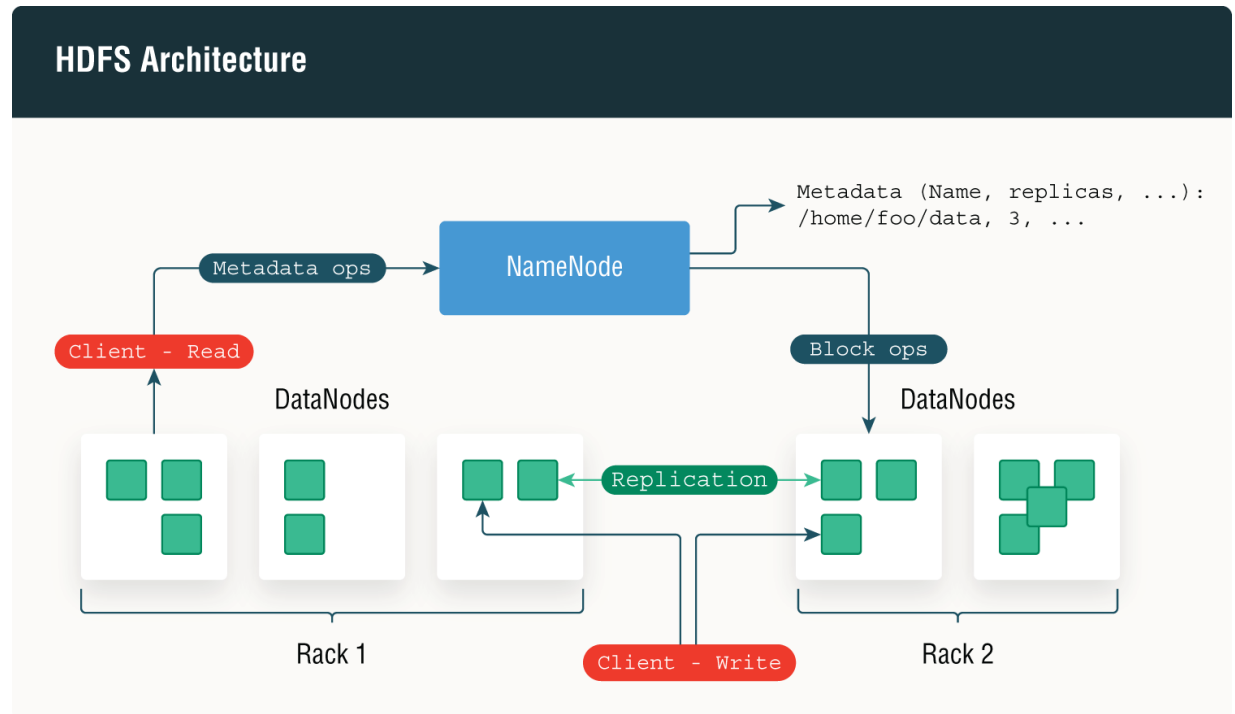 HDFS Architecture
Metadata (Name, replicas, ...):
/home/foo/data, 3, ...
Metadata ops
NameNode
Client - Read
Block ops
DataNodes
DataNodes
Replication
Rack 1
Client - Write
Rack 2